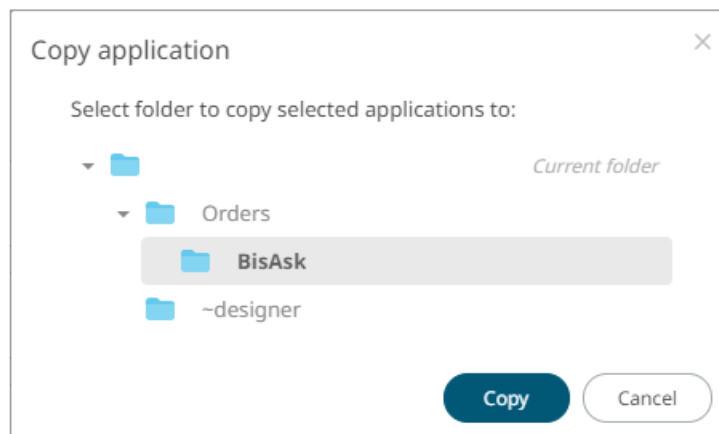 Copy application
Select folder to copy selected applications to:
Current folder
Orders
BisAsk
~designer
Copy Cancel